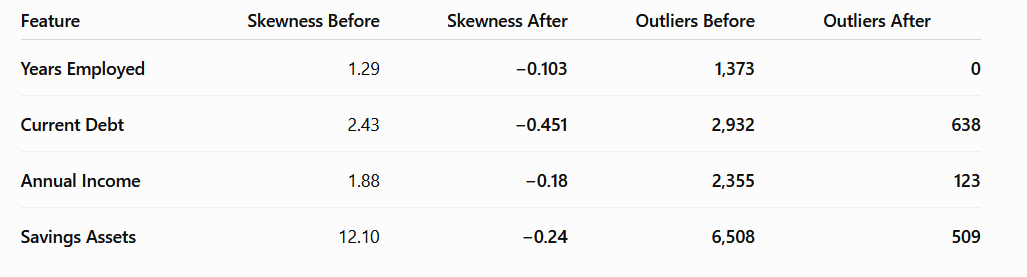 Feature Skewness Before Skewness After Outliers Before Outliers After
Years Employed 1.29 −0.103 1,373 0
Current Debt 2.43 −0.451 2,932 638
Annual Income 1.88 −0.18 2,355 123
Savings Assets 12.10 −0.24 6,508 509